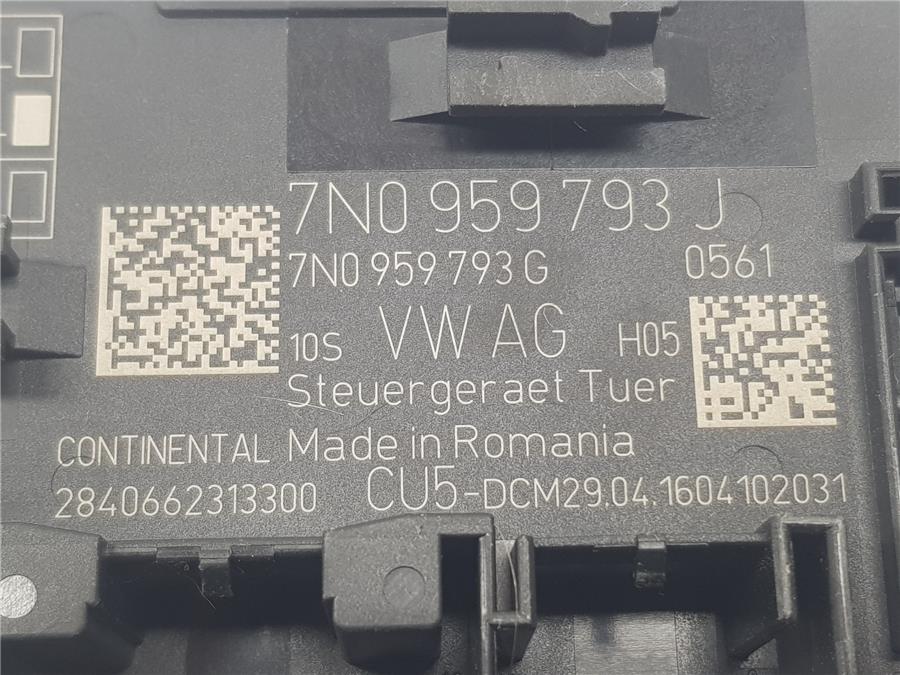 7N0 959 793 J
7N0 959 793 G 0561
10S VW AG H05
Steuergeraet Tuer
CONTINENTAL Made in Romania
2840662313300 CU5-DCM29.04.1604102031